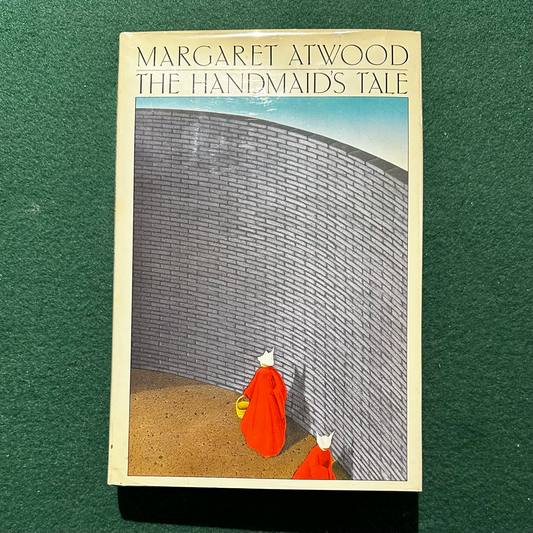 MARGARET ATWOOD
THE HANDMAID'S TALE